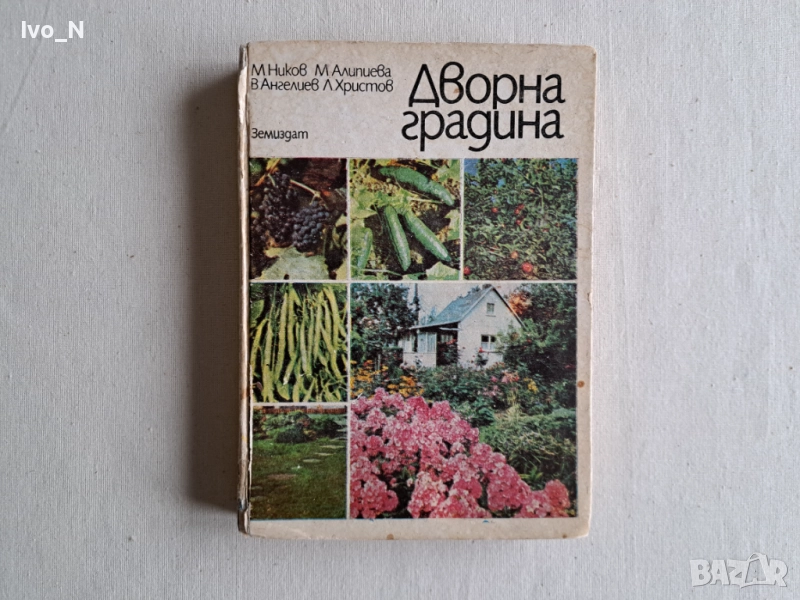 Ivo_N
М Ников М Алипиева
В Ангелиев Л Христов
Дворна
градина
Земиздат
BAZAR